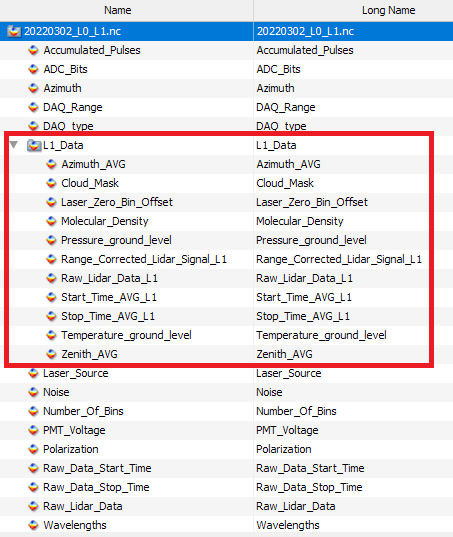 Name Long Name
20220302_L0_L1.nc 20220302_L0_L1.nc
Accumulated_Pulses Accumulated_Pulses
ADC_Bits ADC_Bits
Azimuth Azimuth
DAQ_Range DAQ_Range
DAQ_type DAQ_type
L1_Data L1_Data
Azimuth_AVG Azimuth_AVG
Cloud_Mask Cloud_Mask
Laser_Zero_Bin_Offset Laser_Zero_Bin_Offset
Molecular_Density Molecular_Density
Pressure_ground_level Pressure_ground_level
Range_Corrected_Lidar_Signal_L1 Range_Corrected_Lidar_Signal_L1
Raw_Lidar_Data_L1 Raw_Lidar_Data_L1
Start_Time_AVG_L1 Start_Time_AVG_L1
Stop_Time_AVG_L1 Stop_Time_AVG_L1
Temperature_ground_level Temperature_ground_level
Zenith_AVG Zenith_AVG
Laser_Source Laser_Source
Noise Noise
Number_Of_Bins Number_Of_Bins
PMT_Voltage PMT_Voltage
Polarization Polarization
Raw_Data_Start_Time Raw_Data_Start_Time
Raw_Data_Stop_Time Raw_Data_Stop_Time
Raw_Lidar_Data Raw_Lidar_Data
Wavelengths Wavelengths